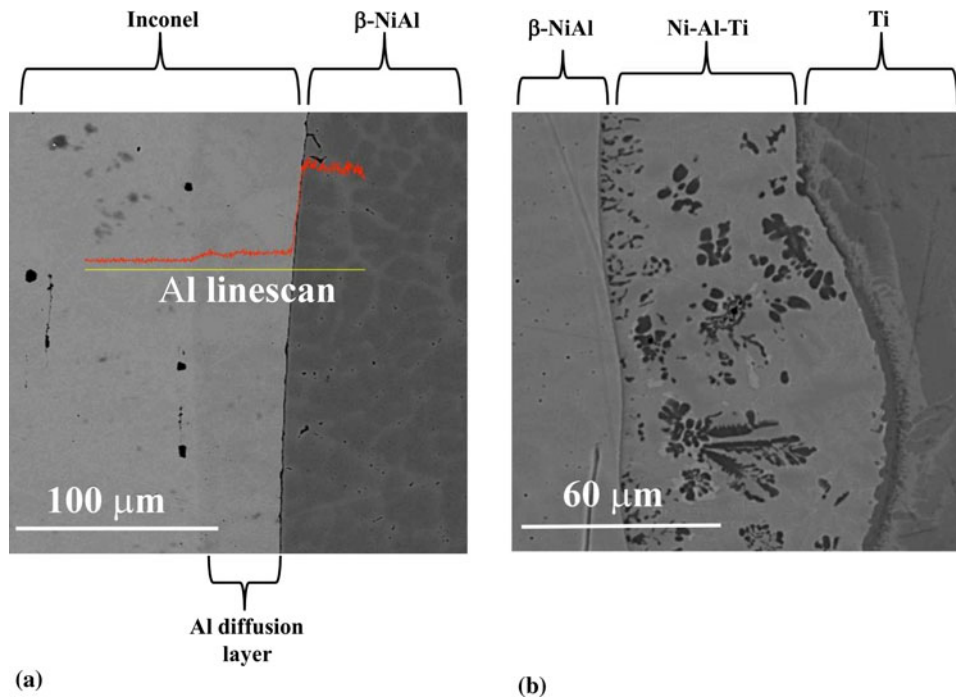 Inconel
β-NiAl
Al linescan
100 μm
Al diffusion
layer
(a)
β-NiAl
Ni-Al-Ti
Ti
60 μm
(b)